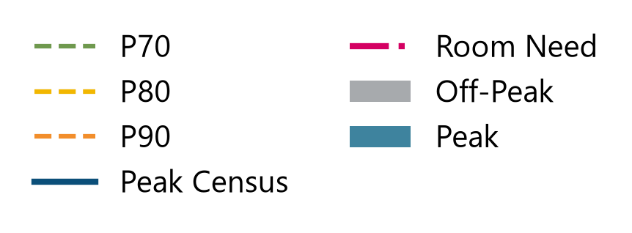 P70
P80
P90
Peak Census
Room Need
Off-Peak
Peak